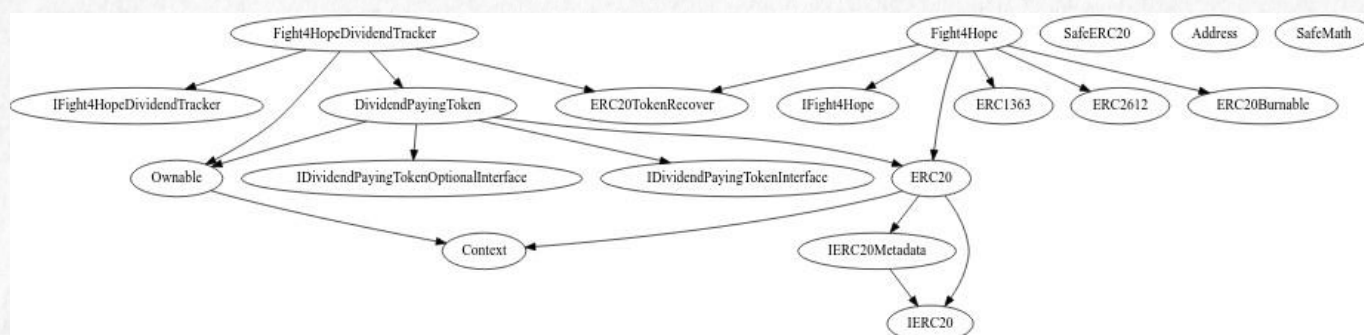 Fight4HopeDividendTracker Fight4Hope SafeERC20 Address SafeMath
IFight4HopeDividendTracker DividendPayingToken ERC20TokenRecover IFight4Hope ERC1363 ERC2612 ERC20Burnable
Ownable IDividendPayingTokenOptionalInterface IDividendPayingTokenInterface ERC20
Context IERC20Metadata
IERC20